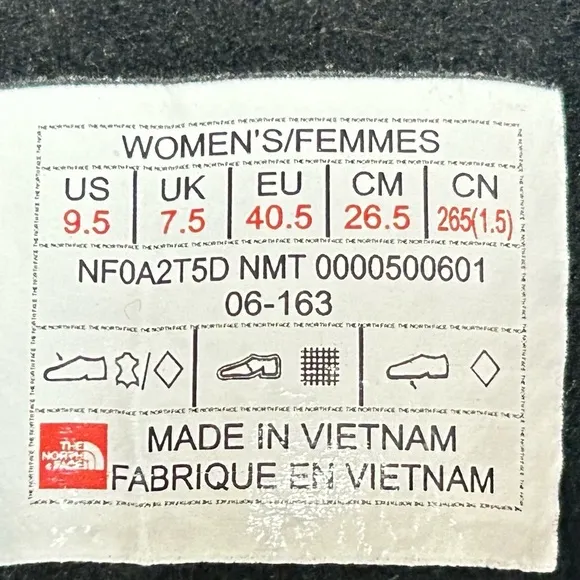 WOMEN'S/FEMMES
US UK EU CM CN
9.5 7.5 40.5 26.5 265(1.5)
NF0A2T5D NMT 0000500601
06-163
THE NORTH FACE
MADE IN VIETNAM
FABRIQUE EN VIETNAM